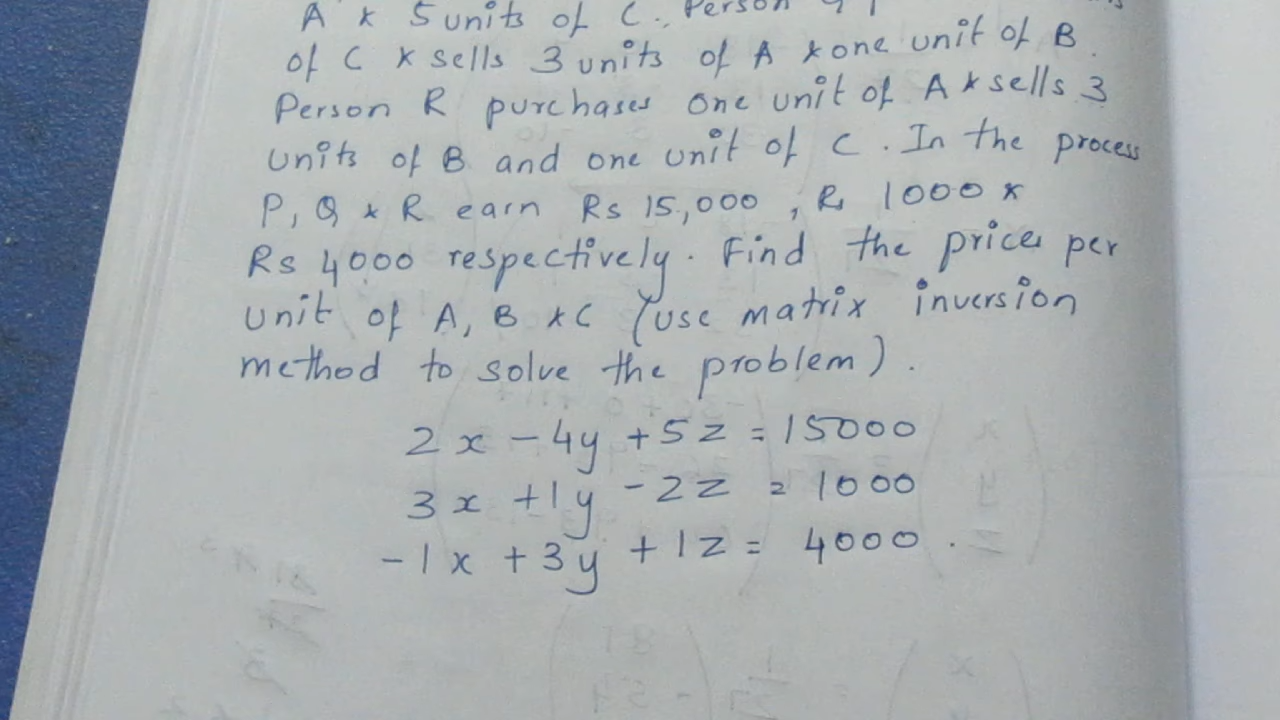 A & 5 units of C., Person
of C & sells 3 units of A & one unit of B.
Person R purchases one unit of A & sells 3
units of B and one unit of C. In the process
P, Q & R earn Rs 15,000, Rs 1000 &
Rs 4000 respectively. Find the prices per
unit of A, B & C (use matrix inversion
method to solve the problem).
2x - 4y + 5z = 15000
3x + 1y - 2z = 1000
-1x + 3y + 1z = 4000.